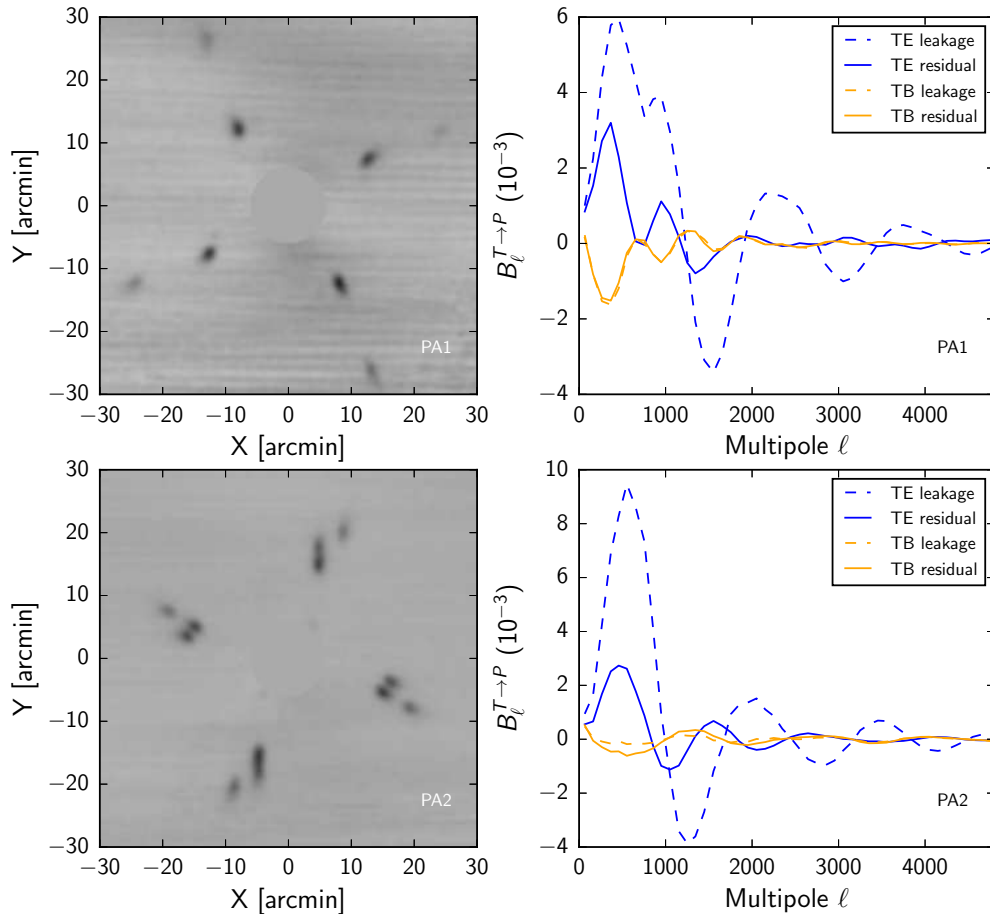 30
20
10
0
−10
−20
−30
Y [arcmin]
PA1
−30 −20 −10 0 10 20 30
X [arcmin]
6
4
2
0
−2
−4
B_ℓ^{T→P} (10^{−3})
TE leakage
TE residual
TB leakage
TB residual
PA1
0 1000 2000 3000 4000
Multipole ℓ
30
20
10
0
−10
−20
−30
Y [arcmin]
PA2
−30 −20 −10 0 10 20 30
X [arcmin]
10
8
6
4
2
0
−2
−4
B_ℓ^{T→P} (10^{−3})
TE leakage
TE residual
TB leakage
TB residual
PA2
0 1000 2000 3000 4000
Multipole ℓ